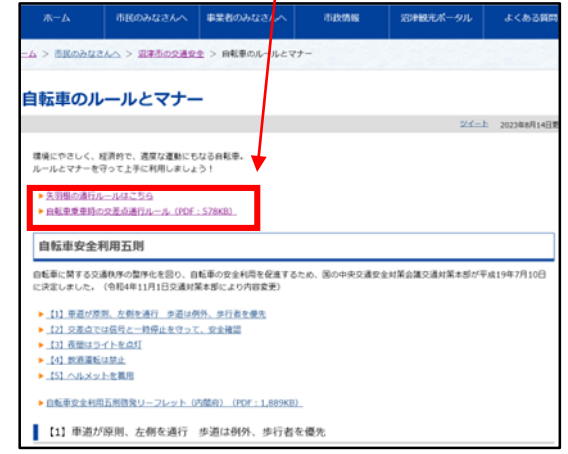 ホーム 市民のみなさんへ 事業者のみなさんへ 市政情報 沼津観光ポータル よくある質問
ーム > 市民のみなさんへ > 沼津市の交通安全 > 自転車のルールとマナー
自転車のルールとマナー
ツイート 2023年8月14日更
環境にやさしく、経済的で、適度な運動にもなる自転車。
ルールとマナーを守って上手に利用しましょう！
矢羽根の通行ルールはこちら
自転車乗車時の交差点通行ルール（PDF：578KB）
自転車安全利用五則
自転車に関する交通秩序の整序化を図り、自転車の安全利用を促進するため、国の中央交通安全対策会議交通対策本部が平成19年7月10日
に決定しました。（令和4年11月1日交通対策本部により内容変更）
【1】車道が原則、左側を通行　歩道は例外、歩行者を優先
【2】交差点では信号と一時停止を守って、安全確認
【3】夜間はライトを点灯
【4】飲酒運転は禁止
【5】ヘルメットを着用
自転車安全利用五則啓発リーフレット（内閣府）（PDF：1,889KB）
【1】車道が原則、左側を通行　歩道は例外、歩行者を優先